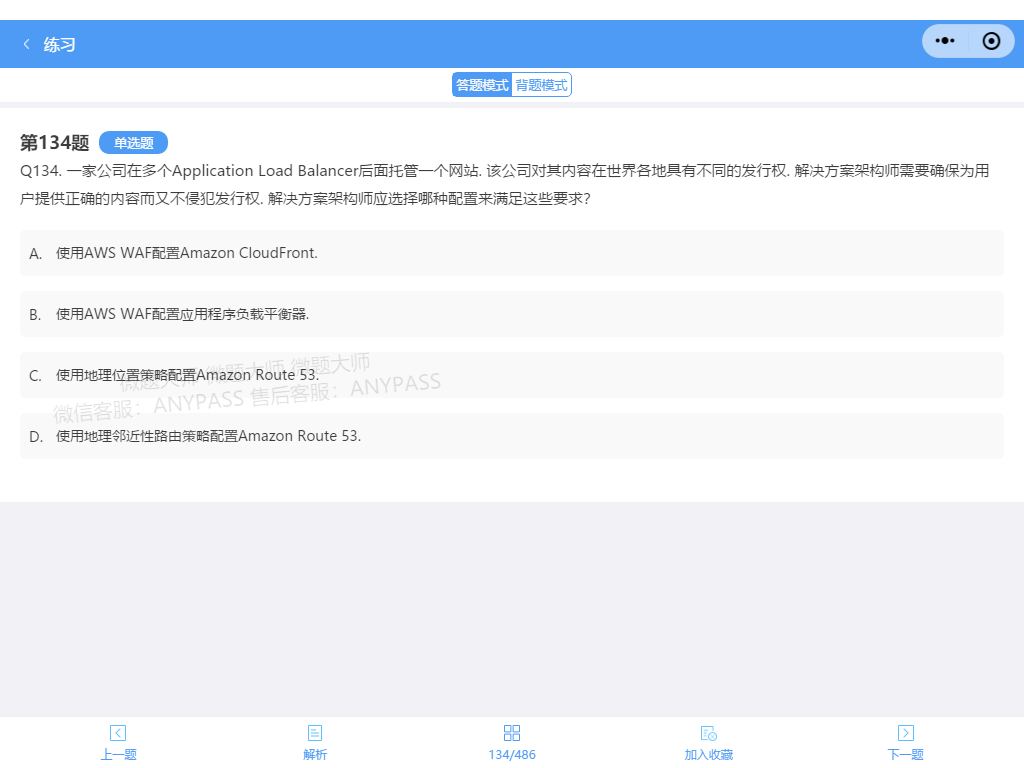 练习
答题模式 背题模式
第134题 单选题
Q134. 一家公司在多个Application Load Balancer后面托管一个网站. 该公司对其内容在世界各地具有不同的发行权. 解决方案架构师需要确保为用
户提供正确的内容而又不侵犯发行权. 解决方案架构师应选择哪种配置来满足这些要求?
A. 使用AWS WAF配置Amazon CloudFront.
B. 使用AWS WAF配置应用程序负载平衡器.
C. 使用地理位置策略配置Amazon Route 53.
微题大师 微题大师 微题大师
微信客服：ANYPASS 售后客服：ANYPASS
D. 使用地理邻近性路由策略配置Amazon Route 53.
上一题 解析 134/486 加入收藏 下一题